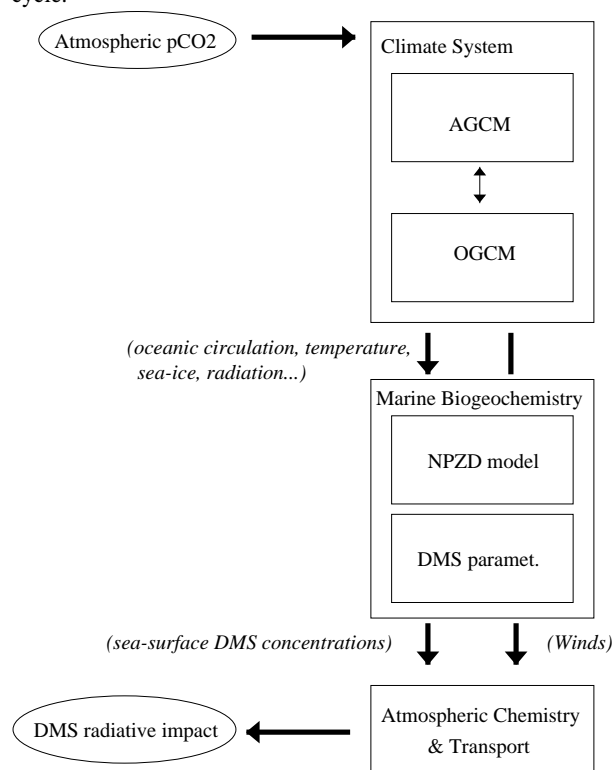 cycle.
Atmospheric pCO2
Climate System
AGCM
OGCM
(oceanic circulation, temperature,
sea-ice, radiation...)
Marine Biogeochemistry
NPZD model
DMS paramet.
(sea-surface DMS concentrations)
(Winds)
DMS radiative impact
Atmospheric Chemistry
& Transport